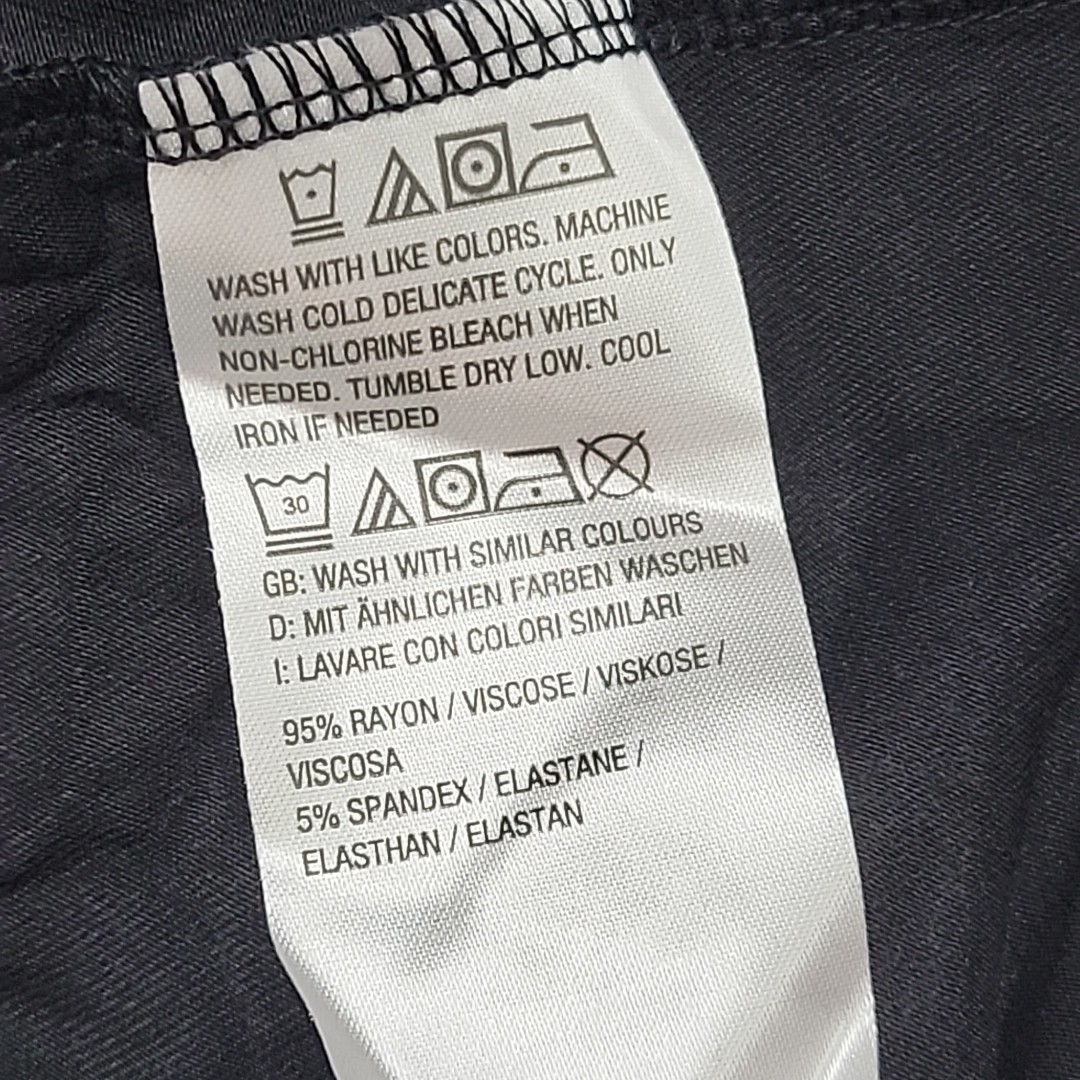 WASH WITH LIKE COLORS. MACHINE
WASH COLD DELICATE CYCLE. ONLY
NON-CHLORINE BLEACH WHEN
NEEDED. TUMBLE DRY LOW. COOL
IRON IF NEEDED
30
GB: WASH WITH SIMILAR COLOURS
D: MIT ÄHNLICHEN FARBEN WASCHEN
I: LAVARE CON COLORI SIMILARI
95% RAYON / VISCOSE / VISKOSE /
VISCOSA
5% SPANDEX / ELASTANE /
ELASTHAN / ELASTAN